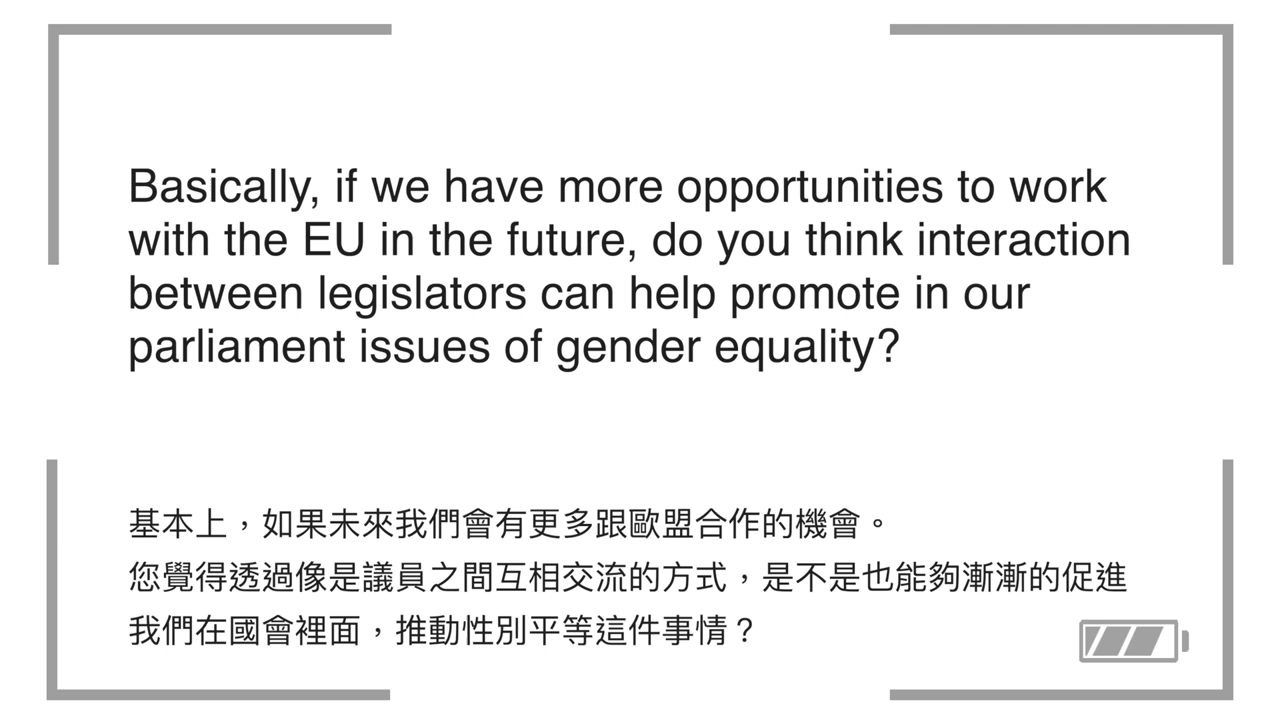 Basically, if we have more opportunities to work
with the EU in the future, do you think interaction
between legislators can help promote in our
parliament issues of gender equality?
基本上，如果未來我們會有更多跟歐盟合作的機會。
您覺得透過像是議員之間互相交流的方式，是不是也能夠漸漸的促進
我們在國會裡面，推動性別平等這件事情？